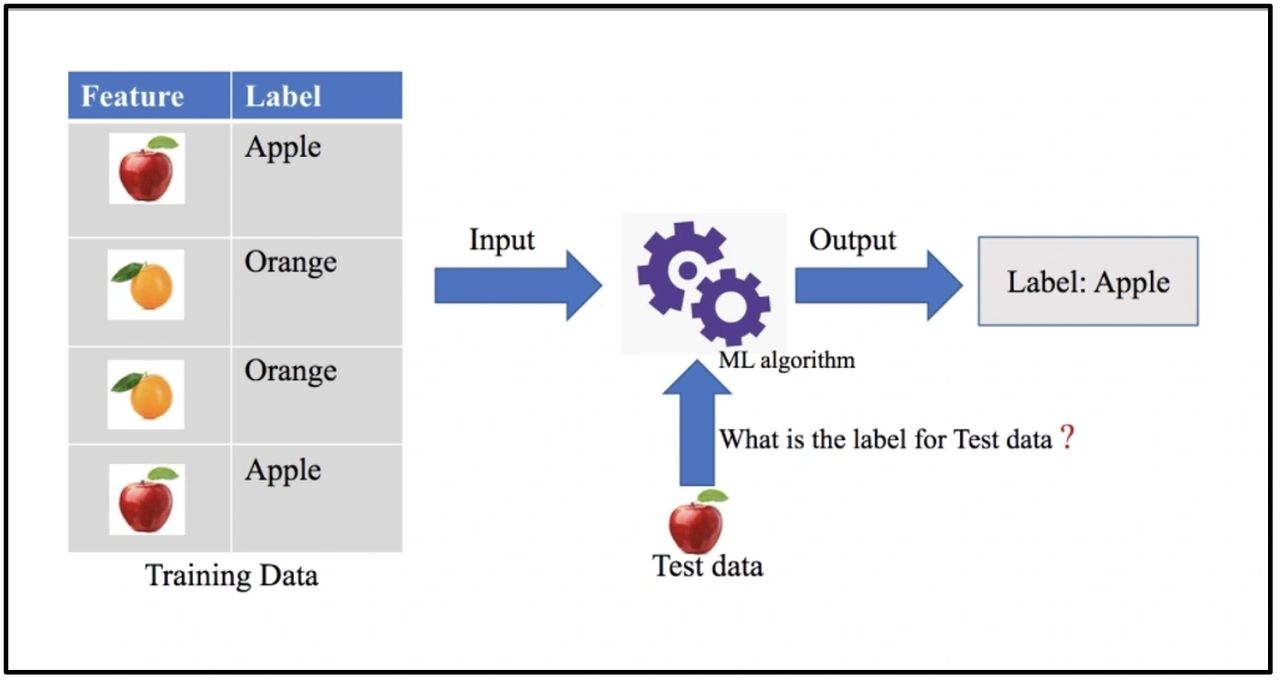 Feature Label
Apple
Orange
Orange
Apple
Training Data
Input
ML algorithm
What is the label for Test data ?
Test data
Output
Label: Apple